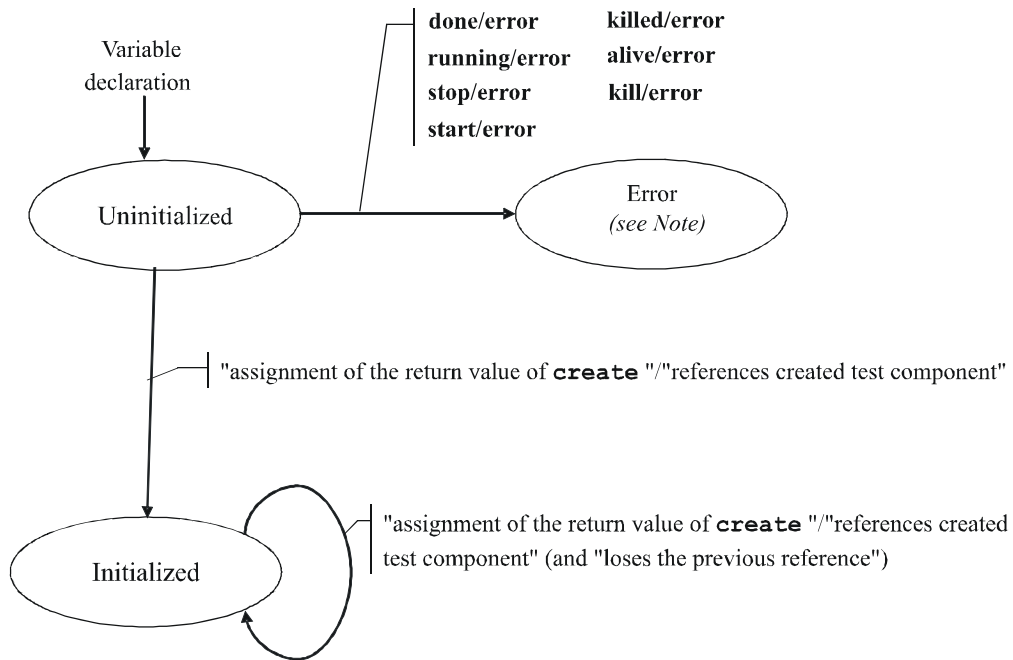 Variable
declaration
done/error
running/error
stop/error
start/error
killed/error
alive/error
kill/error
Uninitialized
Error
(see Note)
"assignment of the return value of create "/"references created test component"
Initialized
"assignment of the return value of create "/"references created
test component" (and "loses the previous reference")